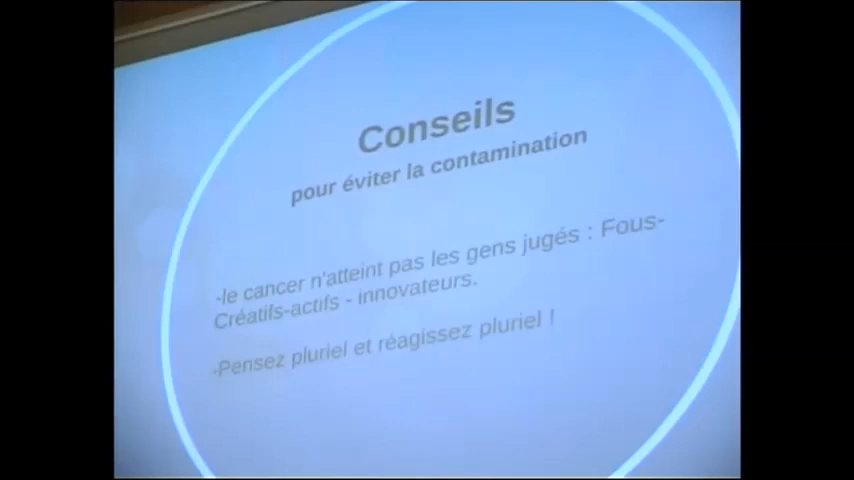 Conseils
pour éviter la contamination
-le cancer n'atteint pas les gens jugés : Fous-
Créatifs-actifs - innovateurs.
-Pensez pluriel et réagissez pluriel !